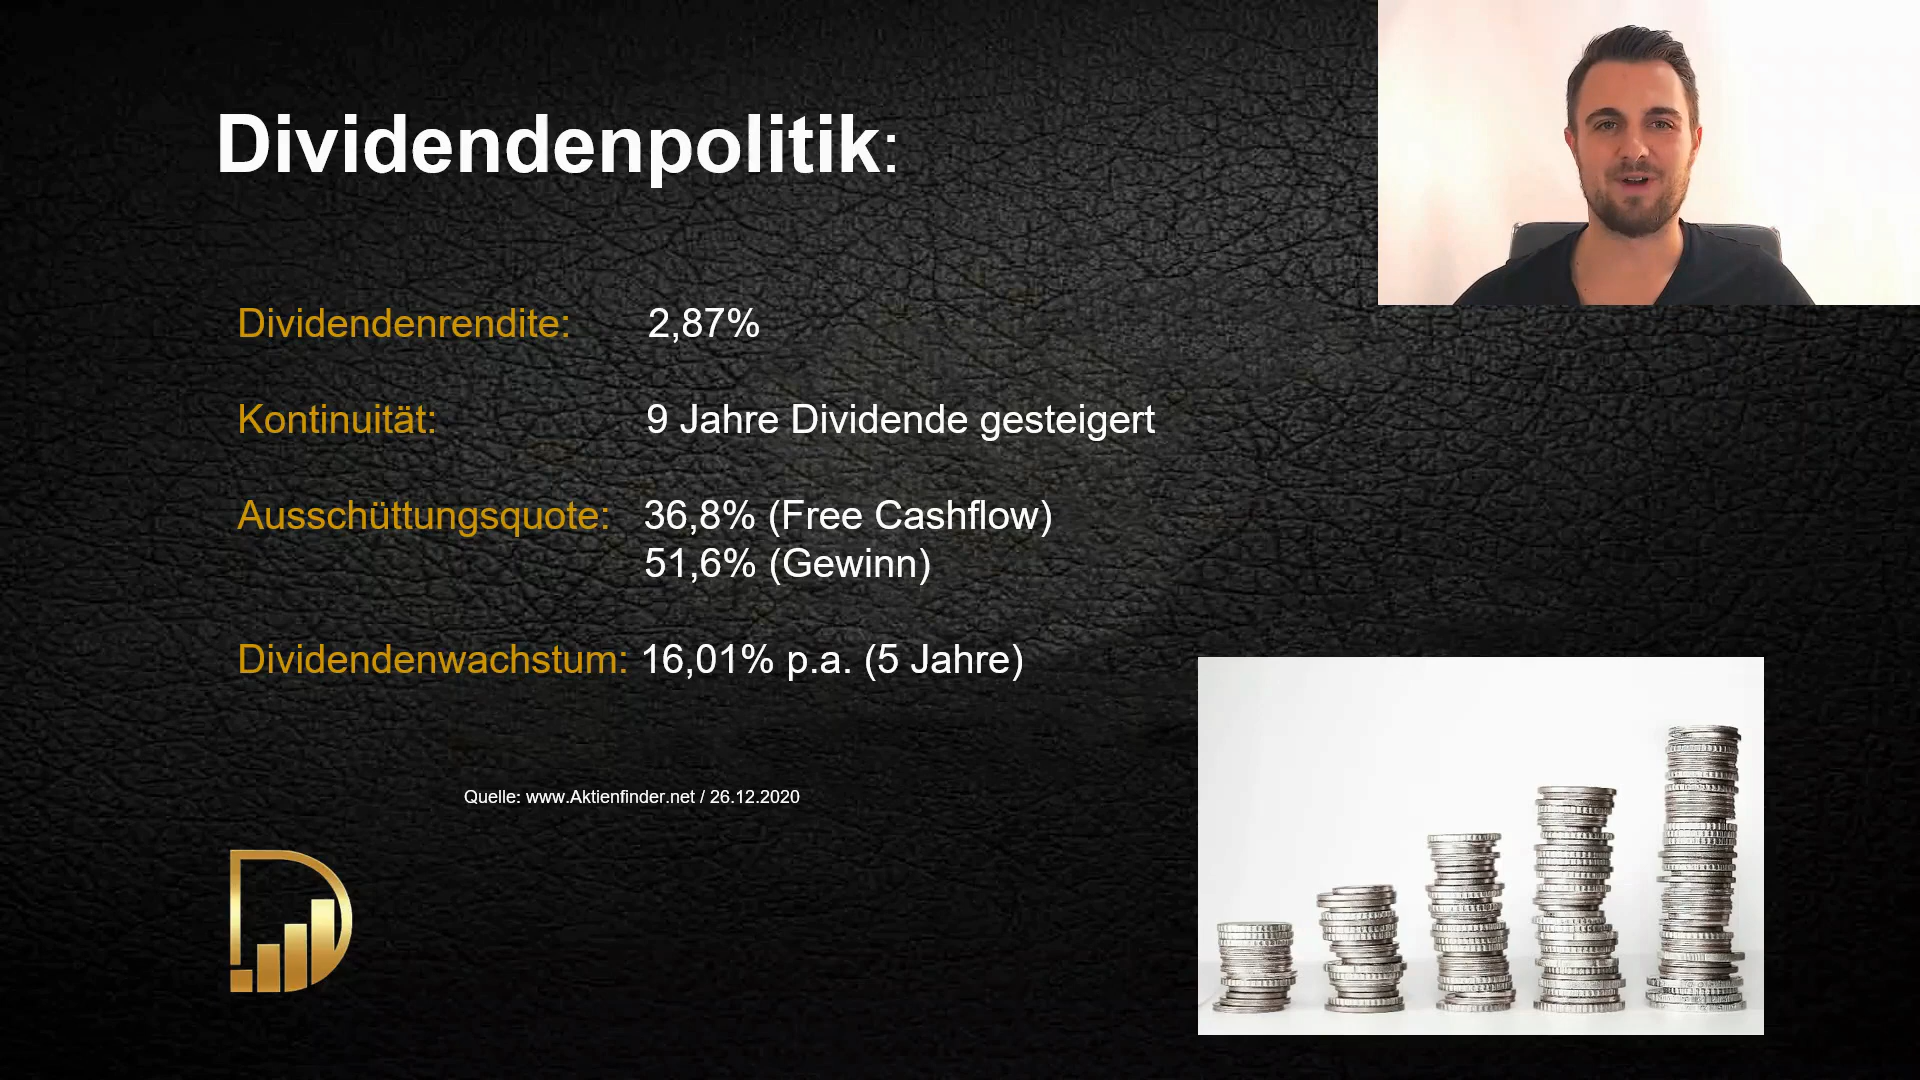 Dividendenpolitik:
Dividendenrendite: 2,87%
Kontinuität: 9 Jahre Dividende gesteigert
Ausschüttungsquote: 36,8% (Free Cashflow)
51,6% (Gewinn)
Dividendenwachstum: 16,01% p.a. (5 Jahre)
Quelle: www.Aktienfinder.net / 26.12.2020